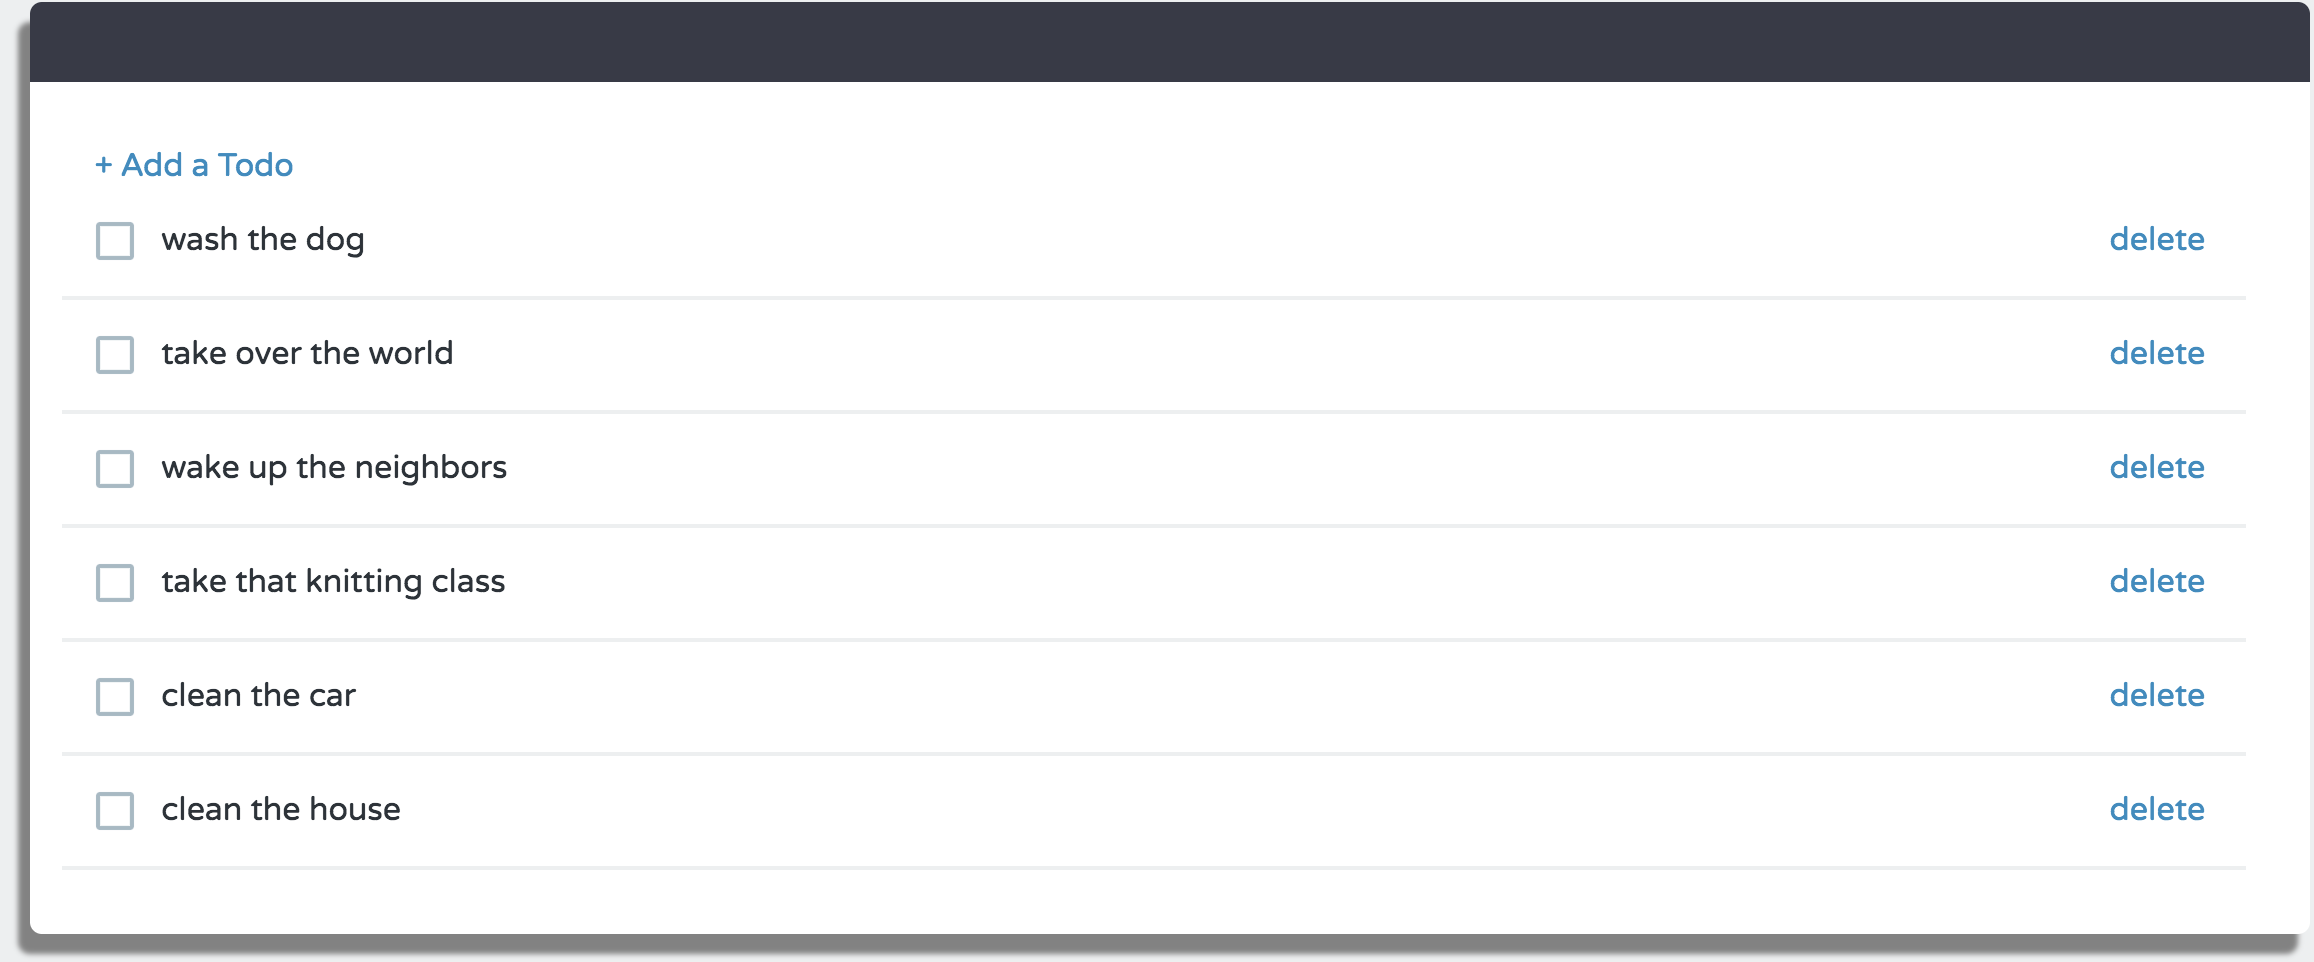 + Add a Todo
wash the dog delete
take over the world delete
wake up the neighbors delete
take that knitting class delete
clean the car delete
clean the house delete